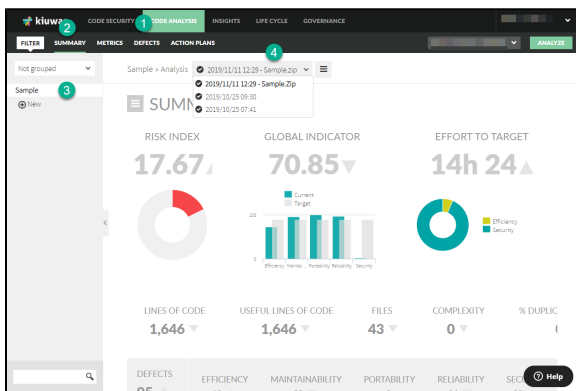 kiuwan CODE SECURITY 1 CODE ANALYSIS INSIGHTS LIFE CYCLE GOVERNANCE
2
FILTER SUMMARY METRICS DEFECTS ACTION PLANS ANALYZE
4
Not grouped Sample » Analysis 2019/11/11 12:29 - Sample.zip
2019/11/11 12:29 - Sample.Zip
Sample 3 2019/10/25 09:30
New 2019/10/25 07:41
SUMM
RISK INDEX GLOBAL INDICATOR EFFORT TO TARGET
17.67 70.85 14h 24
Current
Target
100
Efficiency
Security
0
Efficiency Maintai... Portability Reliability Security
LINES OF CODE USEFUL LINES OF CODE FILES COMPLEXITY % DUPLIC
1,646 1,646 43 0
DEFECTS EFFICIENCY MAINTAINABILITY PORTABILITY RELIABILITY SEC
Help